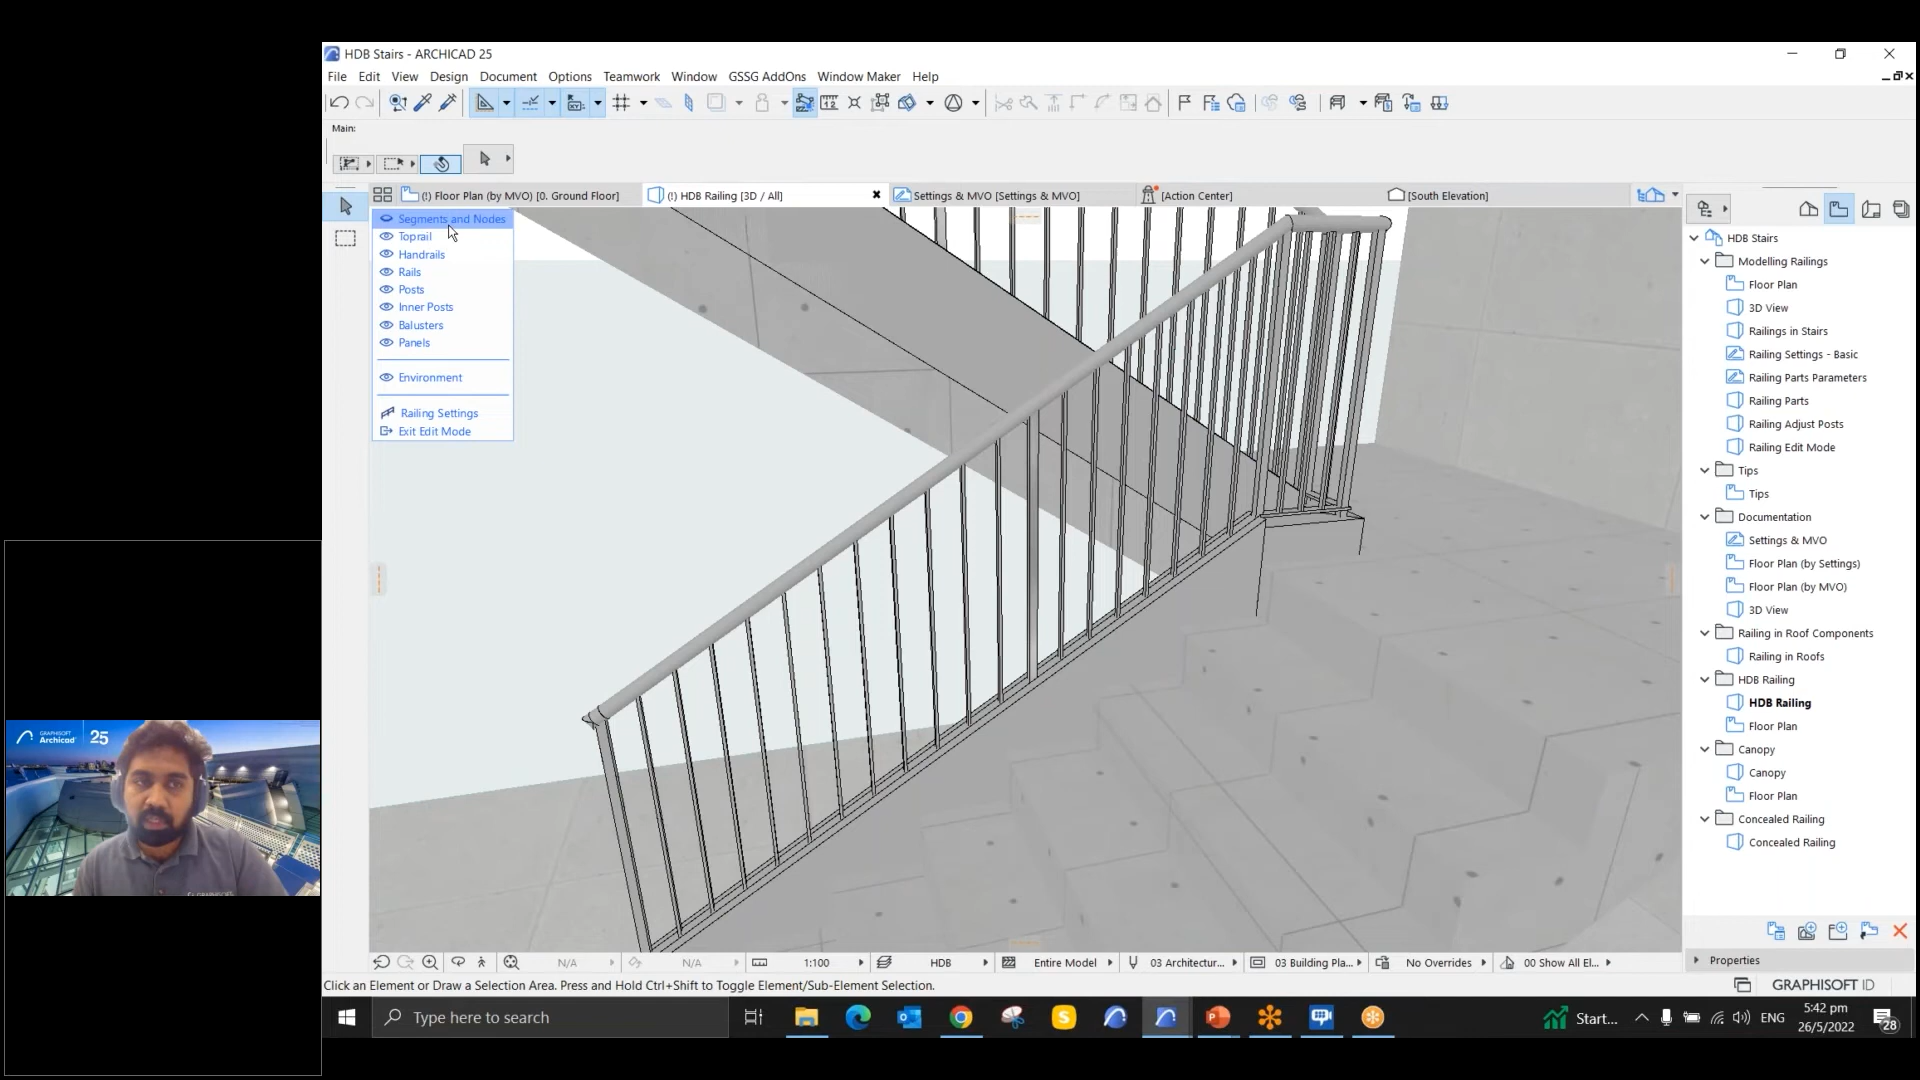 HDB Stairs - ARCHICAD 25
File Edit View Design Document Options Teamwork Window GSSG AddOns Window Maker Help
Main:
(!) Floor Plan (by MVO) [0. Ground Floor]
(!) HDB Railing [3D / All]
Settings & MVO [Settings & MVO]
[Action Center]
[South Elevation]
Segments and Nodes
Toprail
Handrails
Rails
Posts
Inner Posts
Balusters
Panels
Environment
Railing Settings
Exit Edit Mode
HDB Stairs
Modelling Railings
Floor Plan
3D View
Railings in Stairs
Railing Settings - Basic
Railing Parts Parameters
Railing Parts
Railing Adjust Posts
Railing Edit Mode
Tips
Tips
Documentation
Settings & MVO
Floor Plan (by Settings)
Floor Plan (by MVO)
3D View
Railing in Roof Components
Railing in Roofs
HDB Railing
HDB Railing
Floor Plan
Canopy
Canopy
Floor Plan
Concealed Railing
Concealed Railing
Properties
GRAPHISOFT
Archicad
25
N/A
N/A
1:100
HDB
Entire Model
03 Architectur...
03 Building Pla...
No Overrides
00 Show All El...
Click an Element or Draw a Selection Area. Press and Hold Ctrl+Shift to Toggle Element/Sub-Element Selection.
GRAPHISOFT ID
Type here to search
Start...
ENG
5:42 pm
26/5/2022
28